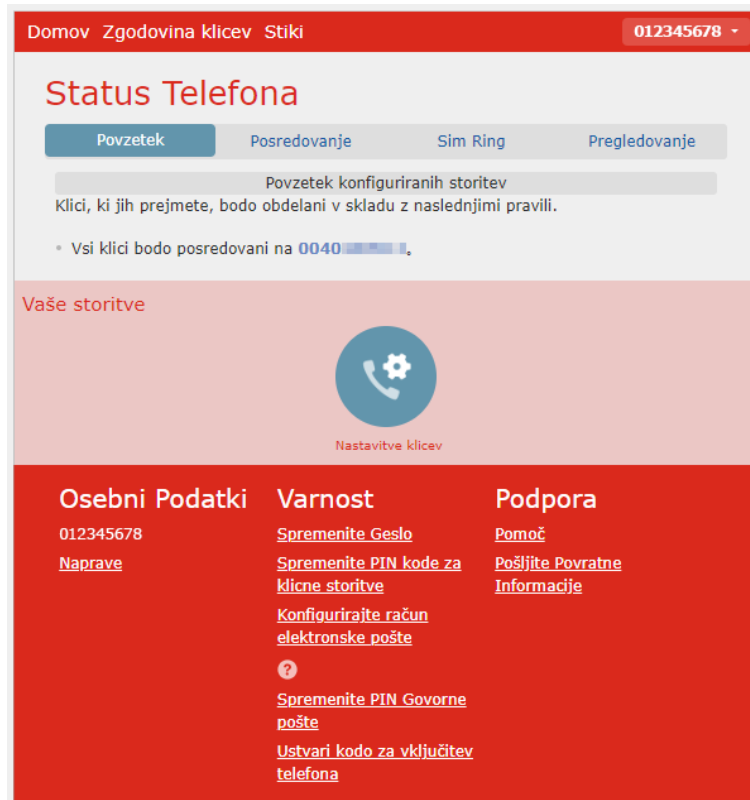 Domov Zgodovina klicev Stiki
012345678
Status Telefona
Povzetek
Posredovanje
Sim Ring
Pregledovanje
Povzetek konfiguriranih storitev
Klici, ki jih prejmete, bodo obdelani v skladu z naslednjimi pravili.
• Vsi klici bodo posredovani na 0040
Vaše storitve
Nastavitve klicev
Osebni Podatki
012345678
Naprave
Varnost
Spremenite Geslo
Spremenite PIN kode za
klicne storitve
Konfigurirajte račun
elektronske pošte
?
Spremenite PIN Govorne
pošte
Ustvari kodo za vključitev
telefona
Podpora
Pomoč
Pošljite Povratne
Informacije